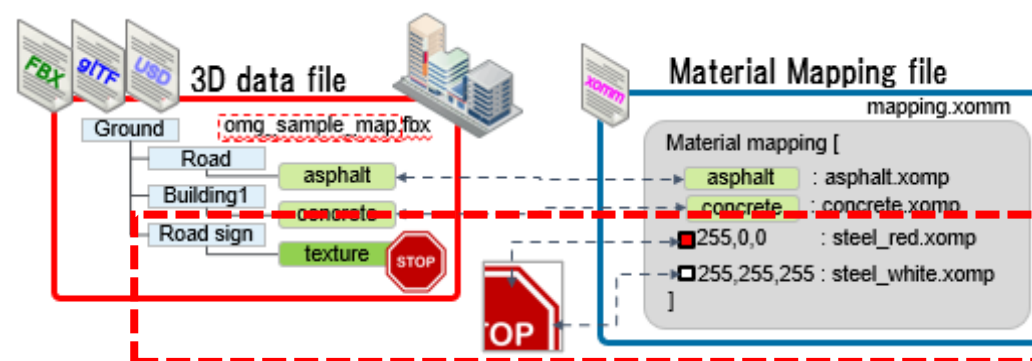 FBX
glTF
USD
3D data file
omg_sample_map.fbx
Ground
Road
asphalt
Building1
concrete
Road sign
texture
STOP
TOP
xomm
Material Mapping file
mapping.xomm
Material mapping [
asphalt : asphalt.xomp
concrete : concrete.xomp
255,0,0 : steel_red.xomp
255,255,255 : steel_white.xomp
]